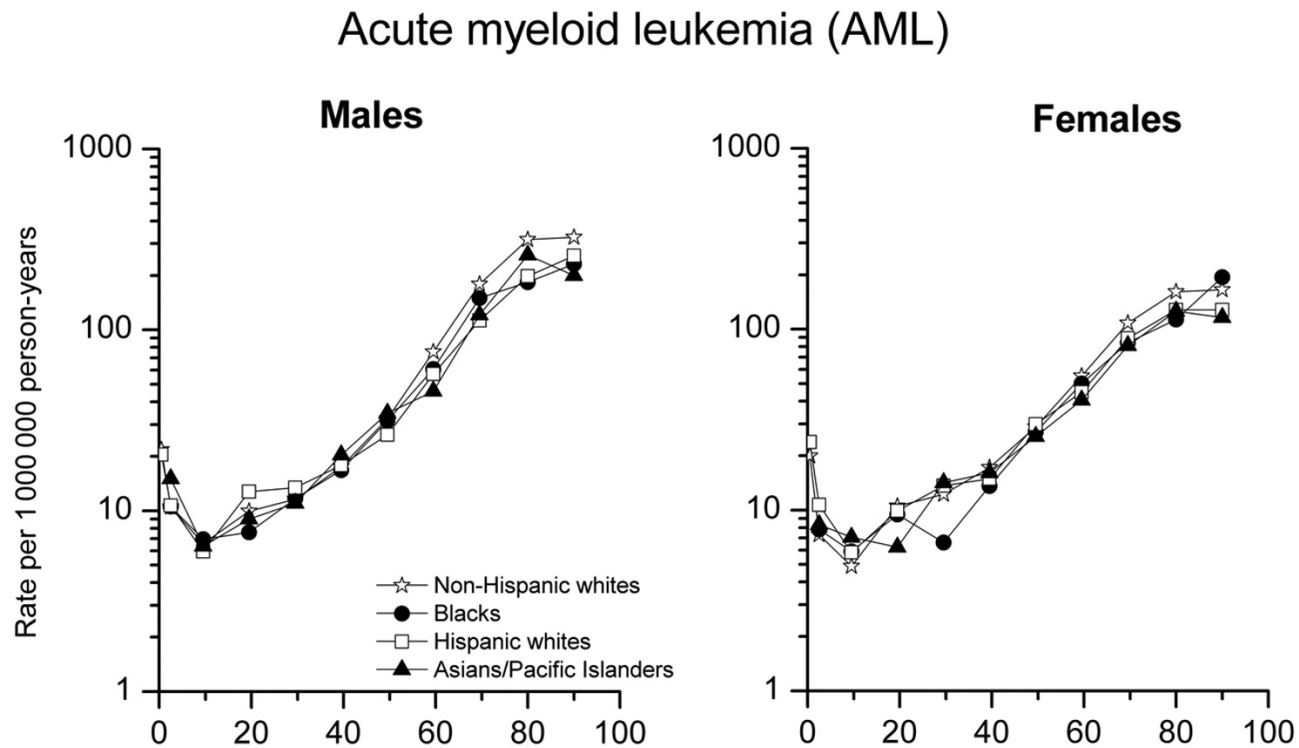 Acute myeloid leukemia (AML)
Males
Females
Rate per 1 000 000 person-years
1000
100
10
1
0 20 40 60 80 100
Non-Hispanic whites
Blacks
Hispanic whites
Asians/Pacific Islanders
1000
100
10
1
0 20 40 60 80 100